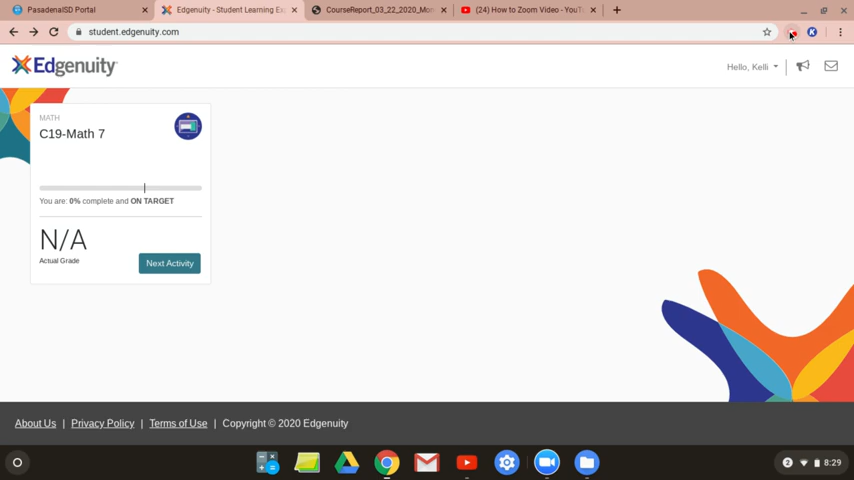 PasadenaISD Portal
Edgenuity - Student Learning Ex
CourseReport_03_22_2020_Mon
(24) How to Zoom Video - YouTu
student.edgenuity.com
K
Edgenuity
Hello, Kelli
MATH
C19-Math 7
You are: 0% complete and ON TARGET
N/A
Actual Grade
Next Activity
About Us | Privacy Policy | Terms of Use | Copyright © 2020 Edgenuity
2 8:29